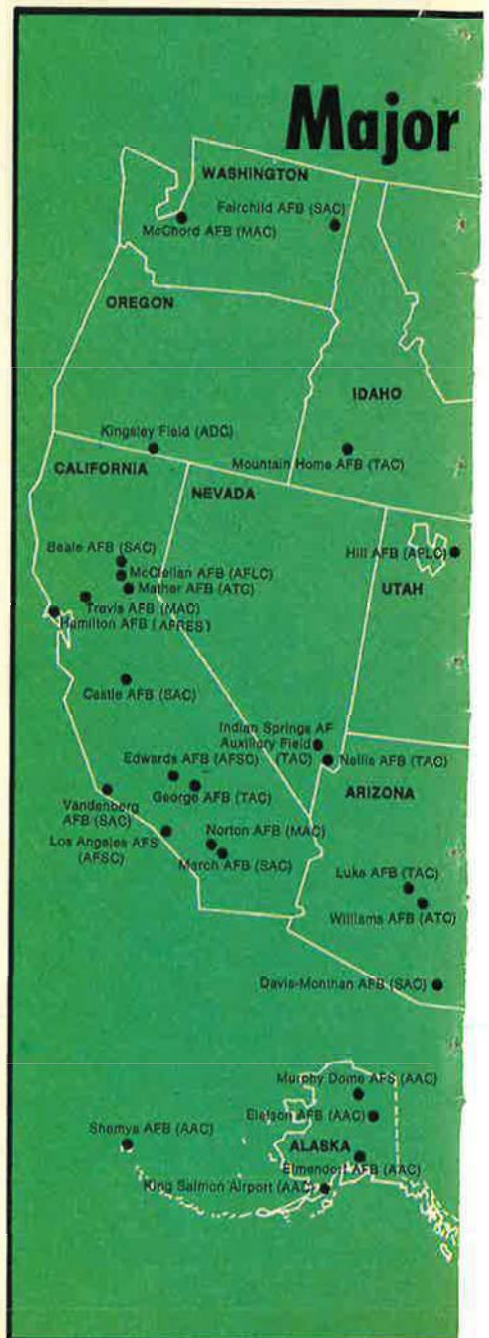 Major
WASHINGTON
Fairchild AFB (SAC)
McChord AFB (MAC)
OREGON
IDAHO
Kingsley Field (ADC)
Mountain Home AFB (TAC)
CALIFORNIA
NEVADA
Beale AFB (SAC)
Hill AFB (AFLC)
McClellan AFB (AFLC)
Mather AFB (ATC)
UTAH
Travis AFB (MAC)
Hamilton AFB (AFRES)
Castle AFB (SAC)
Indian Springs AF
Auxiliary Field
(TAC)
Nellis AFB (TAC)
Edwards AFB (AFSC)
George AFB (TAC)
ARIZONA
Vandenberg
AFB (SAC)
Los Angeles AFS
(AFSC)
Norton AFB (MAC)
March AFB (SAC)
Luke AFB (TAC)
Williams AFB (ATC)
Davis-Monthan AFB (SAC)
Murphy Dome AFS (AAC)
Eielson AFB (AAC)
Shemya AFB (AAC)
ALASKA
Elmendorf AFB (AAC)
King Salmon Airport (AAC)